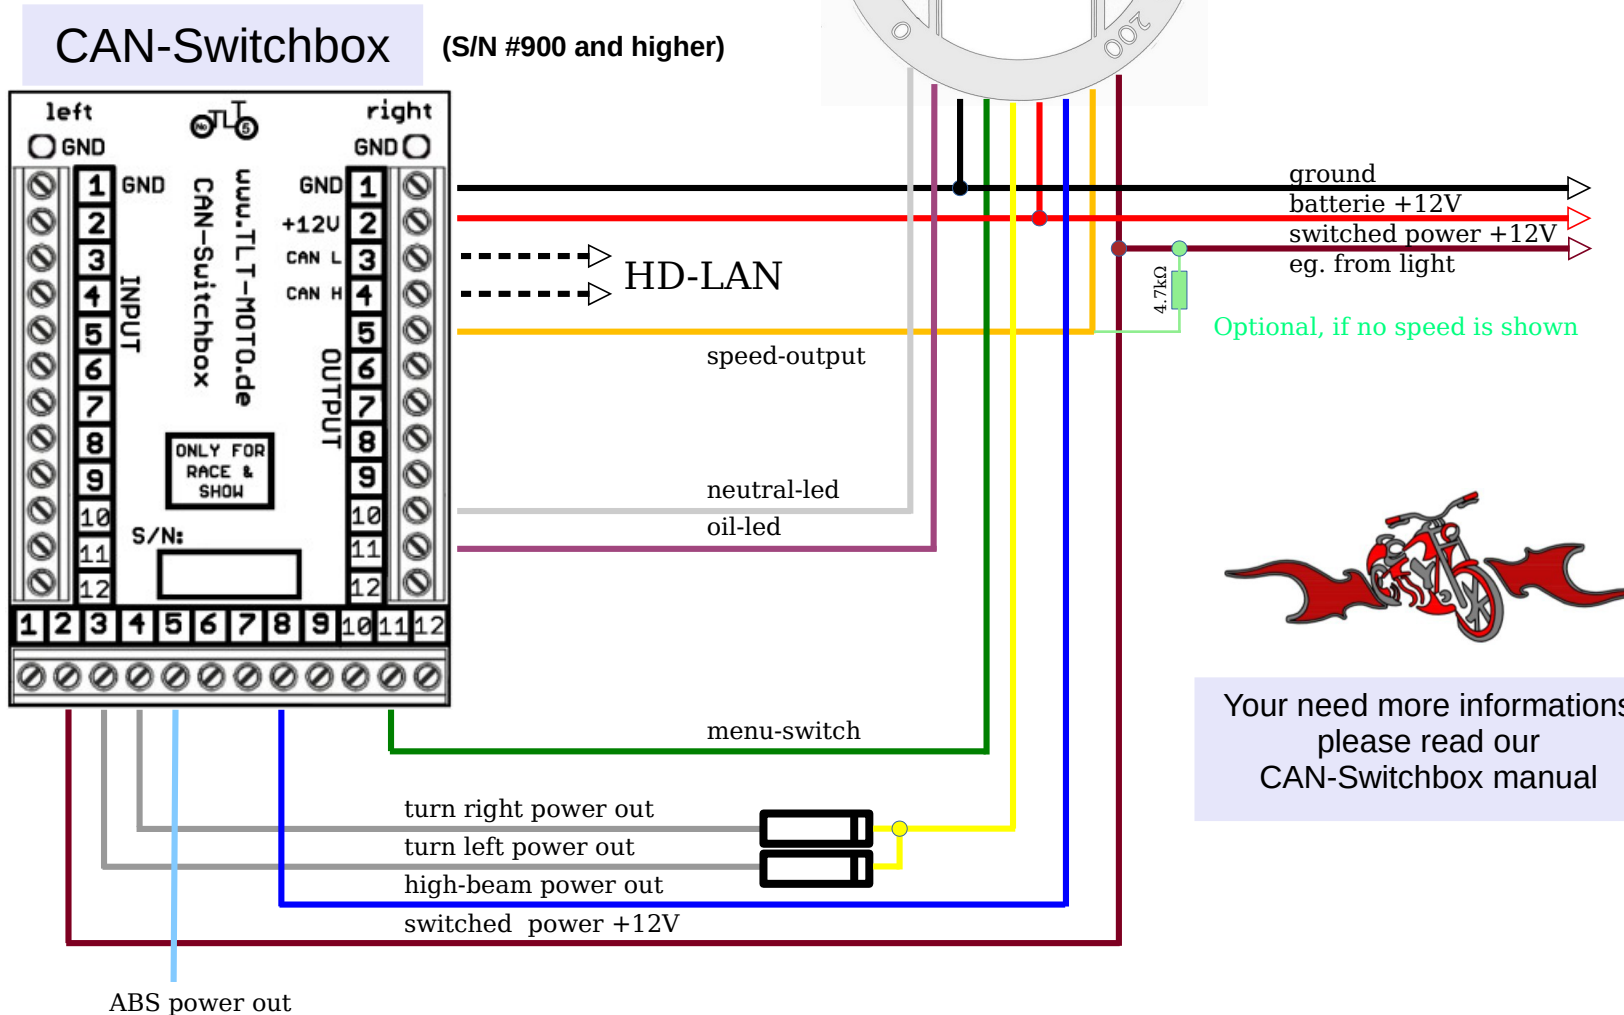 CAN-Switchbox
(S/N #900 and higher)
0
200
left
right
No
TL
5
GND
GND
1
GND
2
3
4
5
6
7
8
9
10
11
12
INPUT
CAN-Switchbox
www.TLT-MOTO.de
GND
1
+12V
2
CAN L
3
CAN H
4
5
6
7
8
9
10
11
12
OUTPUT
ONLY FOR
RACE &
SHOW
S/N:
1 2 3 4 5 6 7 8 9 10 11 12
HD-LAN
ground
batterie +12V
switched power +12V
eg. from light
4.7kΩ
Optional, if no speed is shown
speed-output
neutral-led
oil-led
menu-switch
turn right power out
turn left power out
high-beam power out
switched  power +12V
ABS power out
Your need more informations
please read our
CAN-Switchbox manual